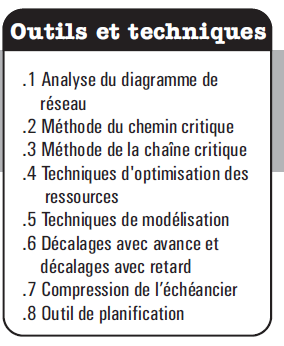 Outils et techniques
.1 Analyse du diagramme de
réseau
.2 Méthode du chemin critique
.3 Méthode de la chaîne critique
.4 Techniques d'optimisation des
ressources
.5 Techniques de modélisation
.6 Décalages avec avance et
décalages avec retard
.7 Compression de l’échéancier
.8 Outil de planification